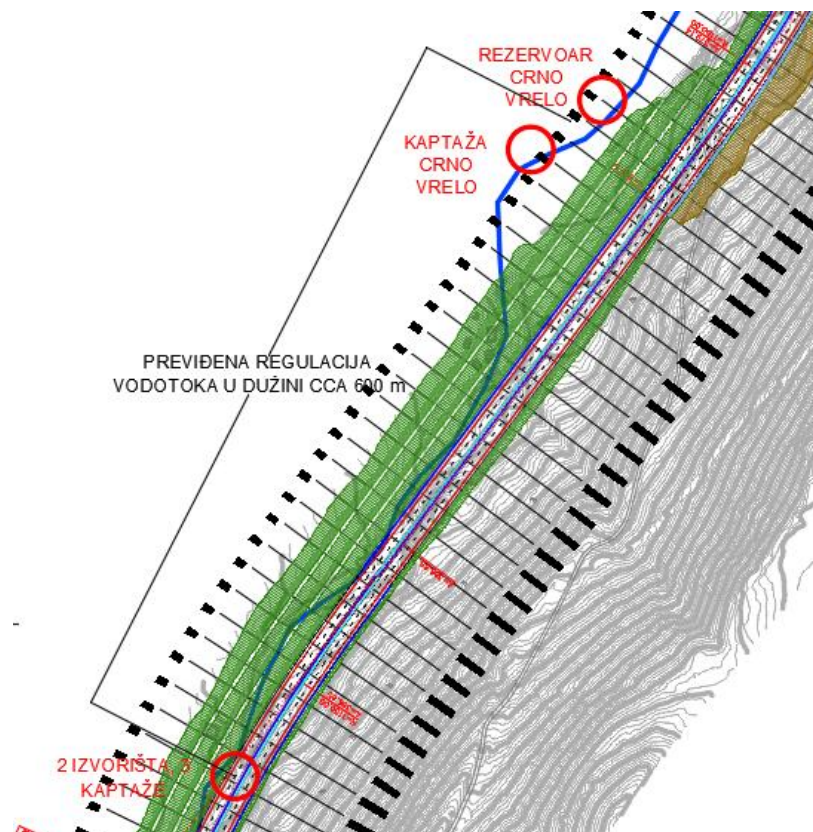 REZERVOAR
CRNO
VRELO
KAPTAŽA
CRNO
VRELO
PREVIĐENA REGULACIJA
VODOTOKA U DUŽINI CCA 600 m
2 IZVORIŠTA, 3
KAPTAŽE